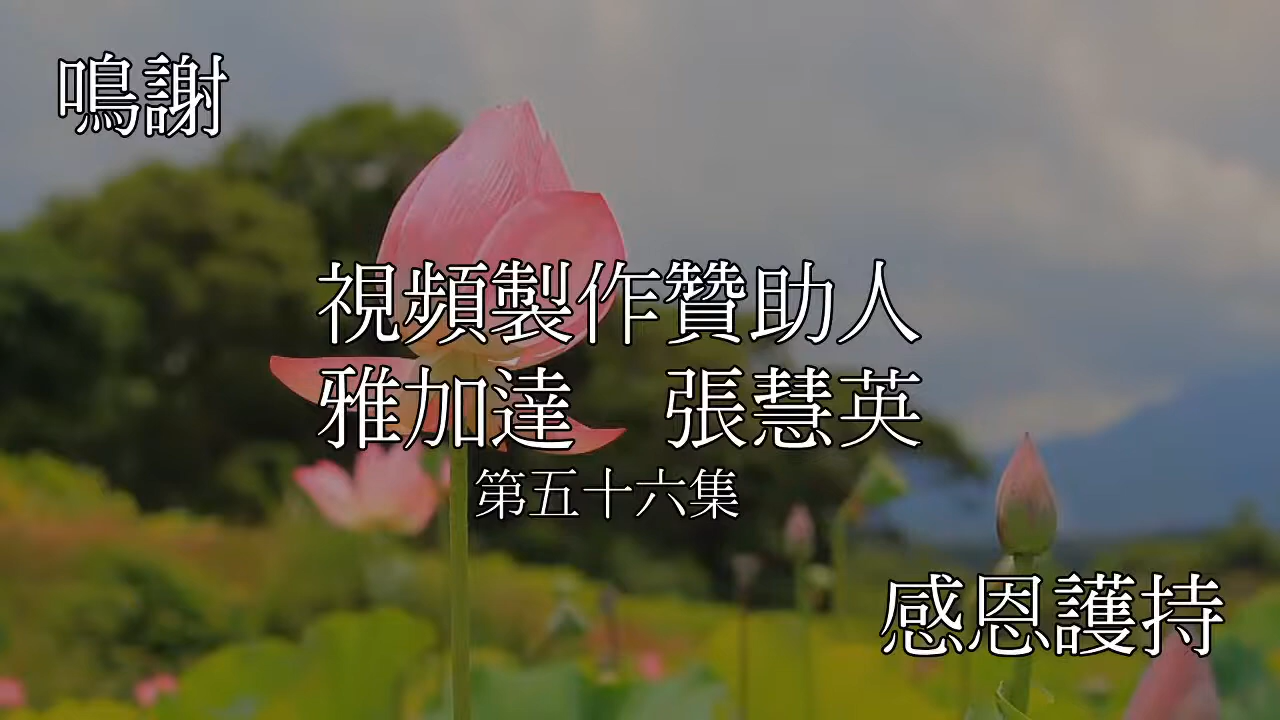 鳴謝
視頻製作贊助人
雅加達　張慧英
第五十六集
感恩護持